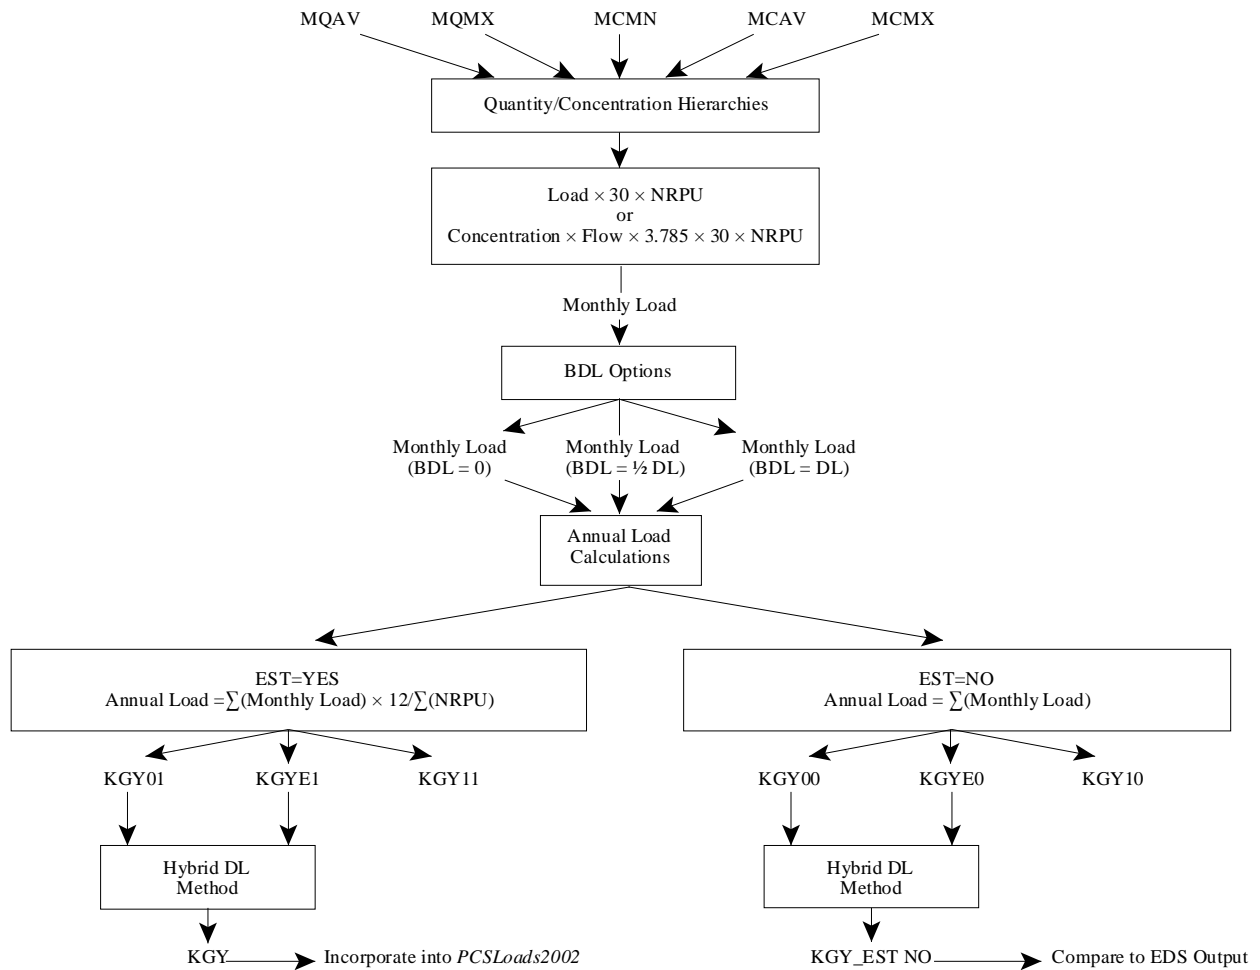 MQAV MQMX MCMN MCAV MCMX
Quantity/Concentration Hierarchies
Load × 30 × NRPU
or
Concentration × Flow × 3.785 × 30 × NRPU
Monthly Load
BDL Options
Monthly Load
(BDL = 0)
Monthly Load
(BDL = ½ DL)
Monthly Load
(BDL = DL)
Annual Load
Calculations
EST=YES
Annual Load =∑(Monthly Load) × 12/∑(NRPU)
EST=NO
Annual Load = ∑(Monthly Load)
KGY01 KGYE1 KGY11
KGY00 KGYE0 KGY10
Hybrid DL
Method
Hybrid DL
Method
KGY
Incorporate into PCSLoads2002
KGY_EST NO
Compare to EDS Output